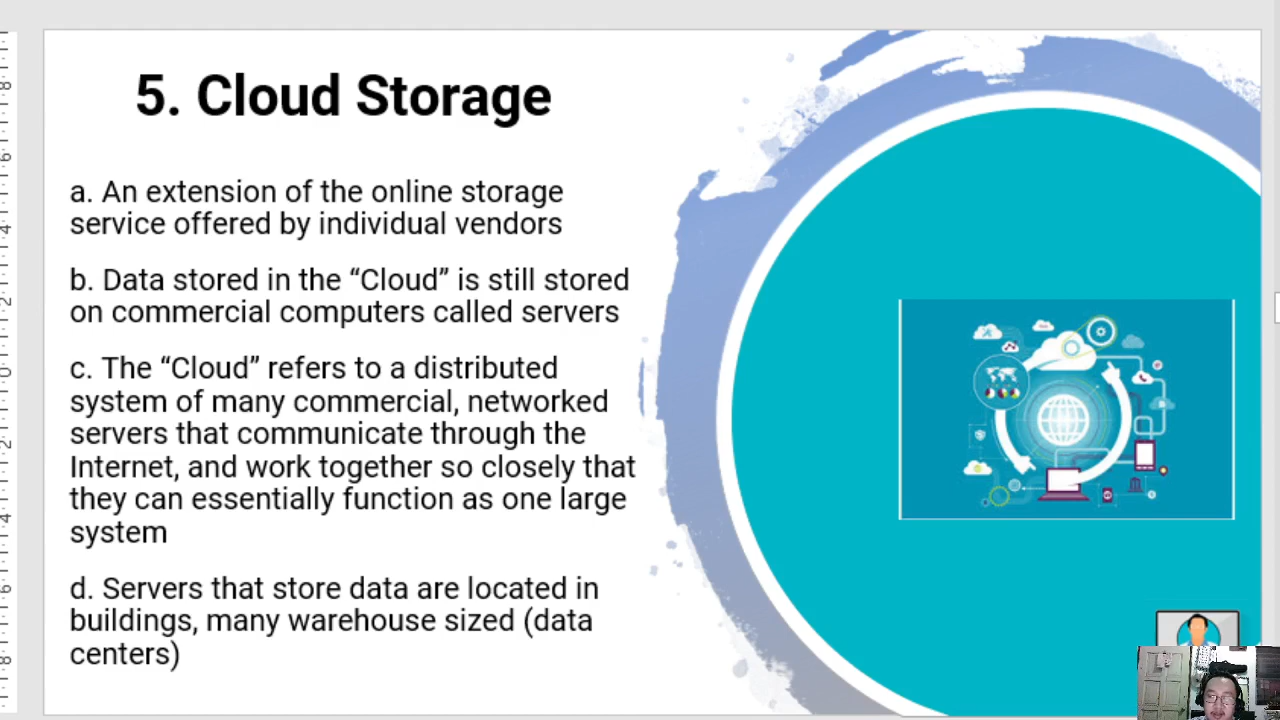 5. Cloud Storage
a. An extension of the online storage
service offered by individual vendors
b. Data stored in the “Cloud” is still stored
on commercial computers called servers
c. The “Cloud” refers to a distributed
system of many commercial, networked
servers that communicate through the
Internet, and work together so closely that
they can essentially function as one large
system
d. Servers that store data are located in
buildings, many warehouse sized (data
centers)